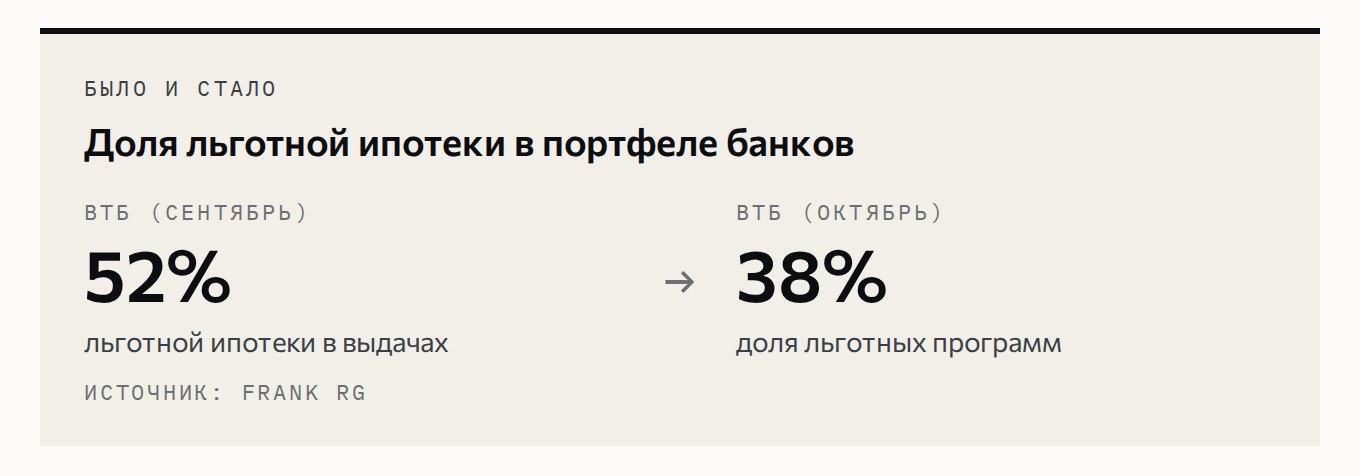 БЫЛО И СТАЛО
Доля льготной ипотеки в портфеле банков
ВТБ (СЕНТЯБРЬ)
52%
льготной ипотеки в выдачах
→
ВТБ (ОКТЯБРЬ)
38%
доля льготных программ
ИСТОЧНИК: FRANK RG